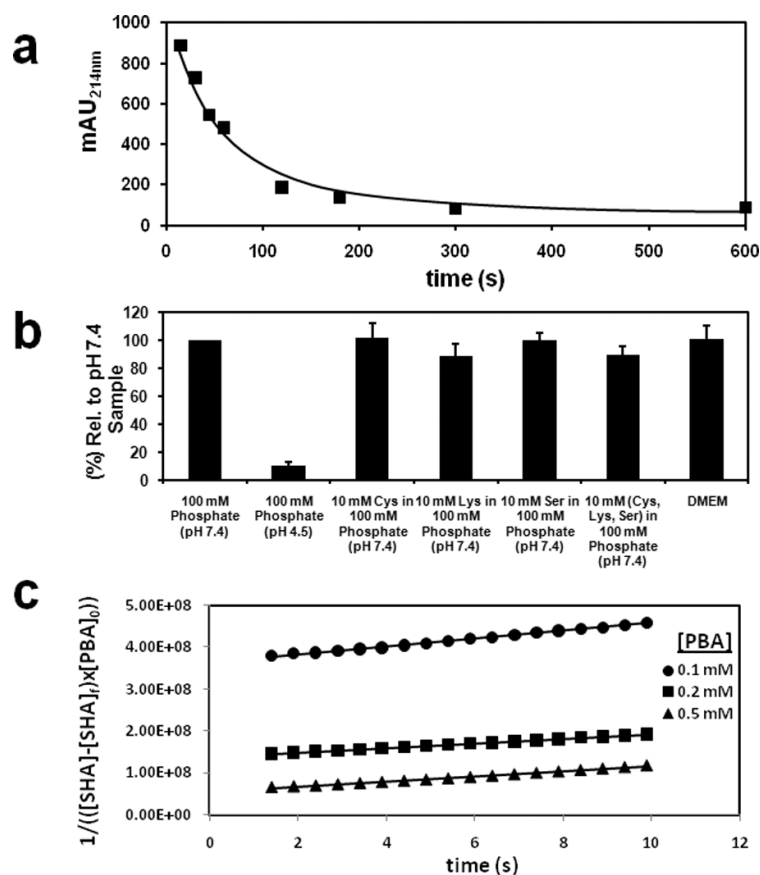 a
1000
800
600
400
200
0
mAU214nm
0 100 200 300 400 500 600
time (s)
b
120
100
80
60
40
20
0
(%) Rel. to pH 7.4
Sample
100 mM
Phosphate
(pH 7.4)
100 mM
Phosphate
(pH 4.5)
10 mM Cys in
100 mM
Phosphate
(pH 7.4)
10 mM Lys in
100 mM
Phosphate
(pH 7.4)
10 mM Ser in
100 mM
Phosphate
(pH 7.4)
10 mM (Cys,
Lys, Ser) in
100 mM
Phosphate
(pH 7.4)
DMEM
c
5.00E+08
4.00E+08
3.00E+08
2.00E+08
1.00E+08
0.00E+00
1/(([SHA]-[SHA]f)x[PBA]0))
[PBA]
0.1 mM
0.2 mM
0.5 mM
0 2 4 6 8 10 12
time (s)